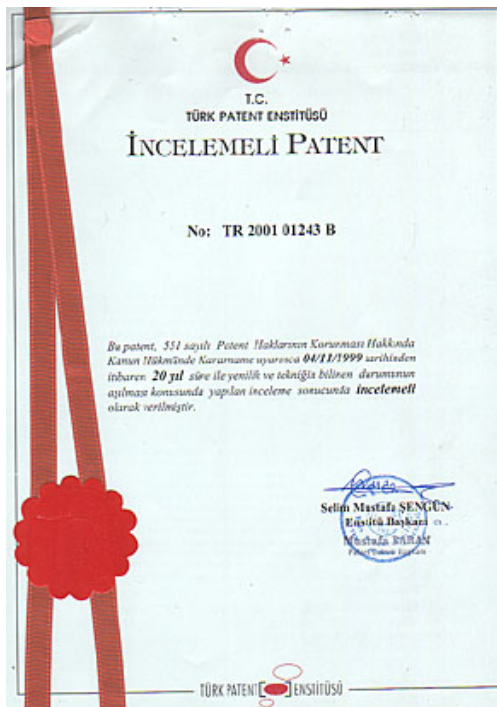 T.C.
TÜRK PATENT ENSTİTÜSÜ
İNCELEMELİ PATENT
No: TR 2001 01243 B
Bu patent, 551 sayılı Patent Haklarının Korunması Hakkında
Kanun Hükmünde Kararname uyarınca 04/11/1999 tarihinden
itibaren 20 yıl süre ile yenilik ve tekniğin bilinen durumunun
aşılması konusunda yapılan inceleme sonucunda incelemeli
olarak verilmiştir.
Selim Mustafa ŞENGÜN
Enstitü Başkanı
Mustafa
TÜRK PATENT ENSTİTÜSÜ